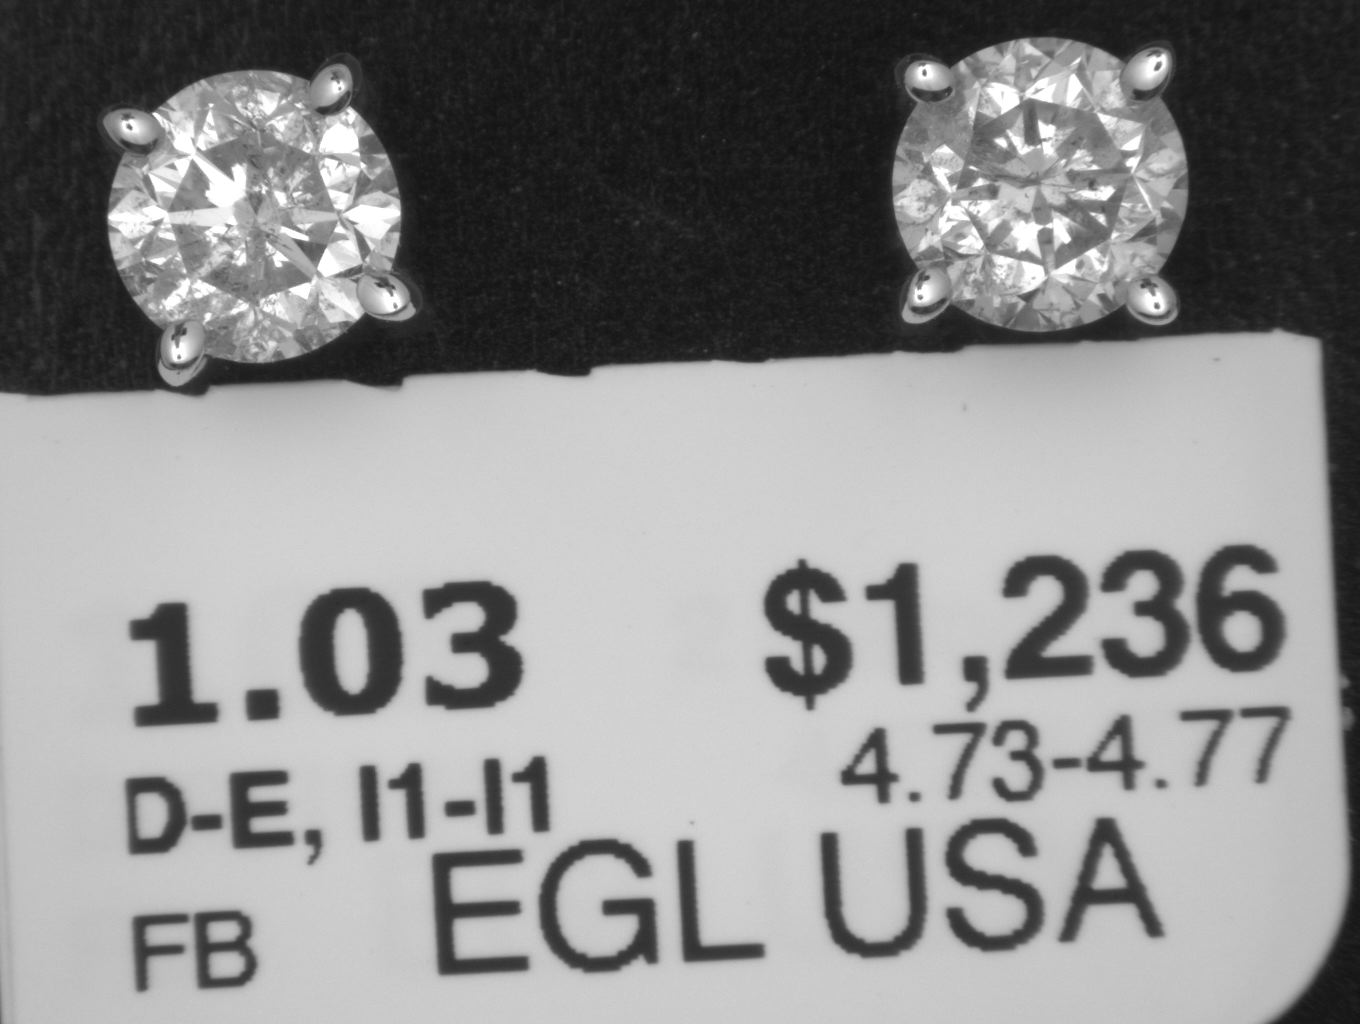 1.03 $1,236
4.73-4.77
D-E, I1-I1
EGL USA
FB